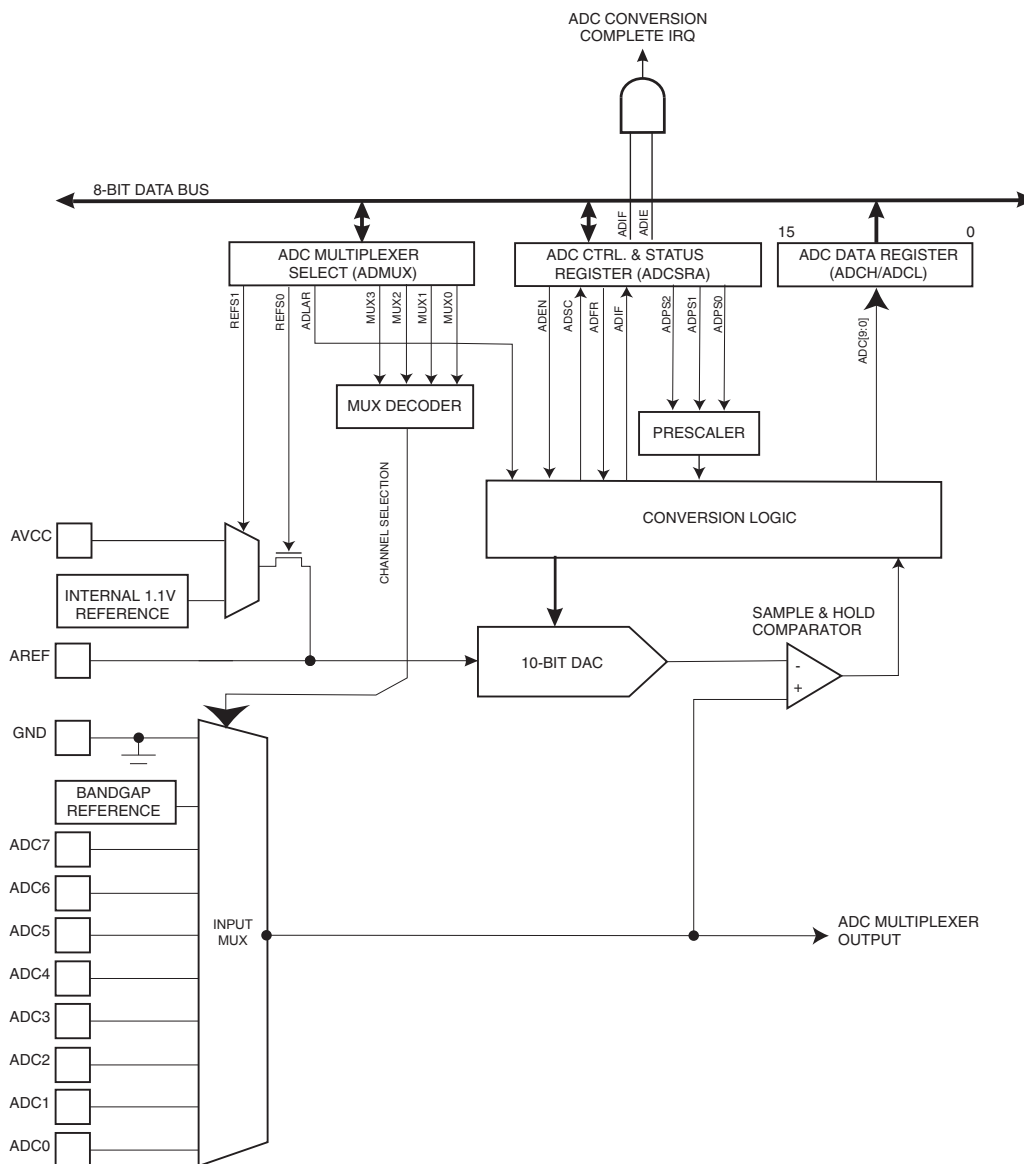 ADC CONVERSION
COMPLETE IRQ
8-BIT DATA BUS
ADIF
ADIE
15
0
ADC MULTIPLEXER
SELECT (ADMUX)
ADC CTRL. & STATUS
REGISTER (ADCSRA)
ADC DATA REGISTER
(ADCH/ADCL)
REFS1
REFS0
ADLAR
MUX3
MUX2
MUX1
MUX0
ADEN
ADSC
ADFR
ADIF
ADPS2
ADPS1
ADPS0
ADC[9:0]
MUX DECODER
PRESCALER
CHANNEL SELECTION
CONVERSION LOGIC
AVCC
INTERNAL 1.1V
REFERENCE
SAMPLE & HOLD
COMPARATOR
AREF
10-BIT DAC
-
+
GND
BANDGAP
REFERENCE
ADC7
ADC6
ADC5
INPUT
MUX
ADC MULTIPLEXER
OUTPUT
ADC4
ADC3
ADC2
ADC1
ADC0